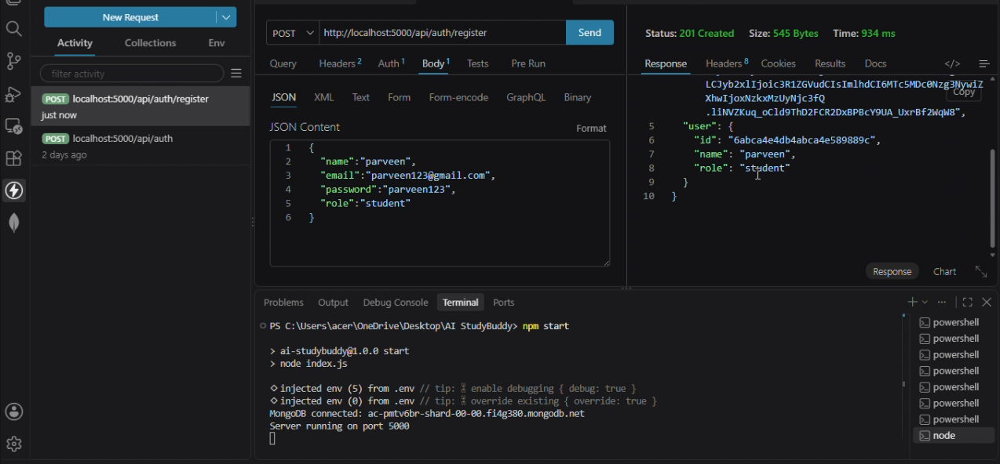 New Request
Activity
Collections
Env
filter activity
POST localhost:5000/api/auth/register
just now
POST localhost:5000/api/auth
2 days ago
POST
http://localhost:5000/api/auth/register
Send
Query
Headers 2
Auth 1
Body 1
Tests
Pre Run
JSON
XML
Text
Form
Form-encode
GraphQL
Binary
JSON Content
Format
1 {
2 "name":"parveen",
3 "email":"parveen123@gmail.com",
4 "password":"parveen123",
5 "role":"student"
6 }
Status: 201 Created Size: 545 Bytes Time: 934 ms
Response
Headers 8
Cookies
Results
Docs
</>
LCJyb2xlIjoic3R1ZGVudCIsImlhdCI6MTc5MDc0Nzg3NywiZ
XhwIjoxNzkxMzUyNjc3fQ
.liNVZKuq_oCld9ThD2FCR2DxBPBcY9UA_UxrBf2WqW8",
Copy
5 "user": {
6 "id": "6abca4e4db4abca4e589889c",
7 "name": "parveen",
8 "role": "student"
9 }
10 }
Response
Chart
Problems
Output
Debug Console
Terminal
Ports
PS C:\Users\acer\OneDrive\Desktop\AI StudyBuddy> npm start
> ai-studybuddy@1.0.0 start
> node index.js
injected env (5) from .env // tip: enable debugging { debug: true }
injected env (0) from .env // tip: override existing { override: true }
MongoDB connected: ac-pmtv6br-shard-00-00.fi4g380.mongodb.net
Server running on port 5000
powershell
powershell
powershell
powershell
powershell
powershell
powershell
node